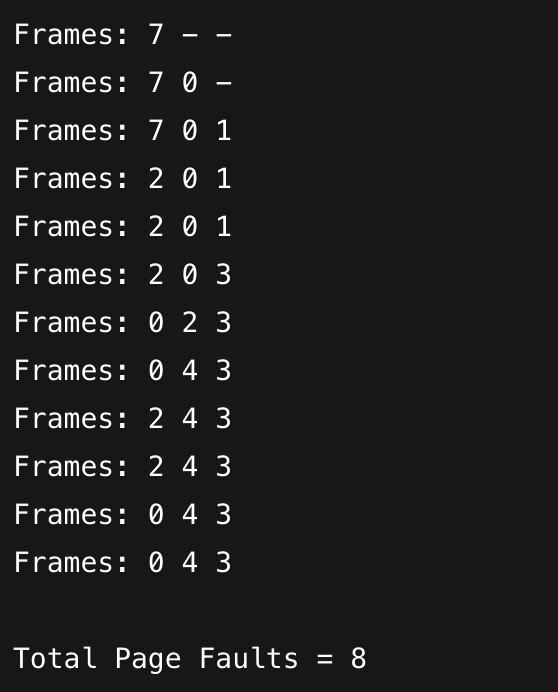 Frames: 7 – –
Frames: 7 0 –
Frames: 7 0 1
Frames: 2 0 1
Frames: 2 0 1
Frames: 2 0 3
Frames: 0 2 3
Frames: 0 4 3
Frames: 2 4 3
Frames: 2 4 3
Frames: 0 4 3
Frames: 0 4 3
Total Page Faults = 8